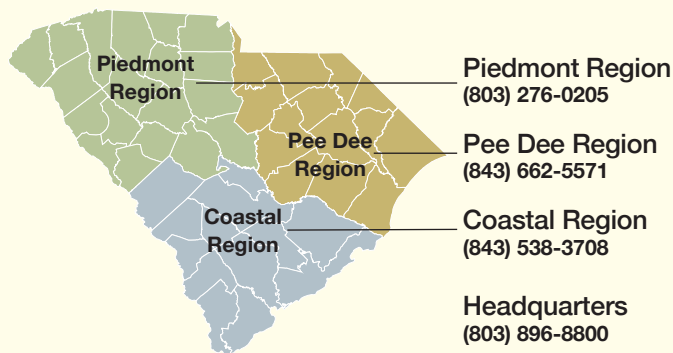 Piedmont
Region
Piedmont Region
(803) 276-0205
Pee Dee
Region
Pee Dee Region
(843) 662-5571
Coastal
Region
Coastal Region
(843) 538-3708
Headquarters
(803) 896-8800